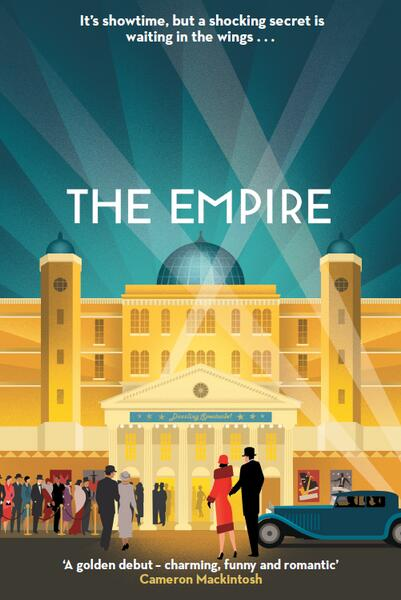 It's showtime, but a shocking secret is
waiting in the wings . . .
THE EMPIRE
Dazzling Spectacle!
'A golden debut – charming, funny and romantic'
Cameron Mackintosh